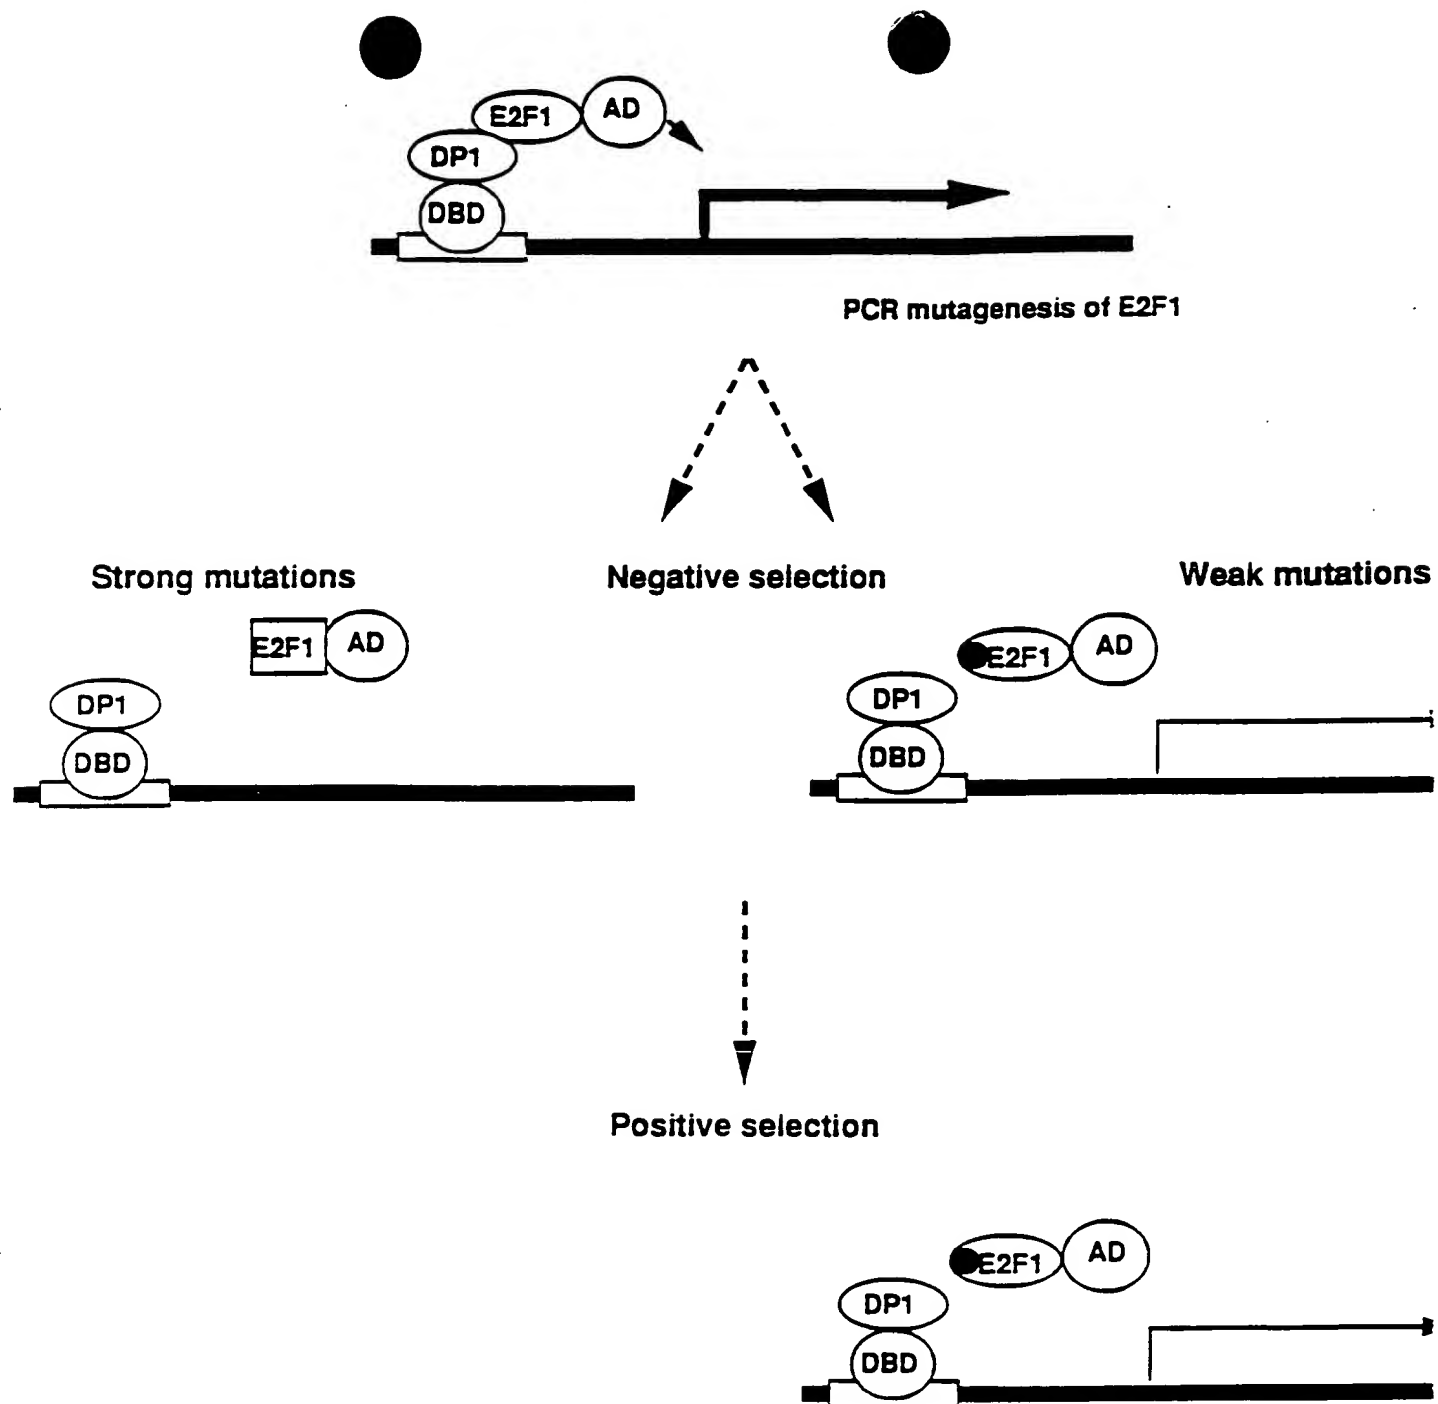 E2F1
AD
DP1
DBD
PCR mutagenesis of E2F1
Strong mutations
Negative selection
Weak mutations
E2F1
AD
DP1
DBD
E2F1
AD
DP1
DBD
Positive selection
E2F1
AD
DP1
DBD